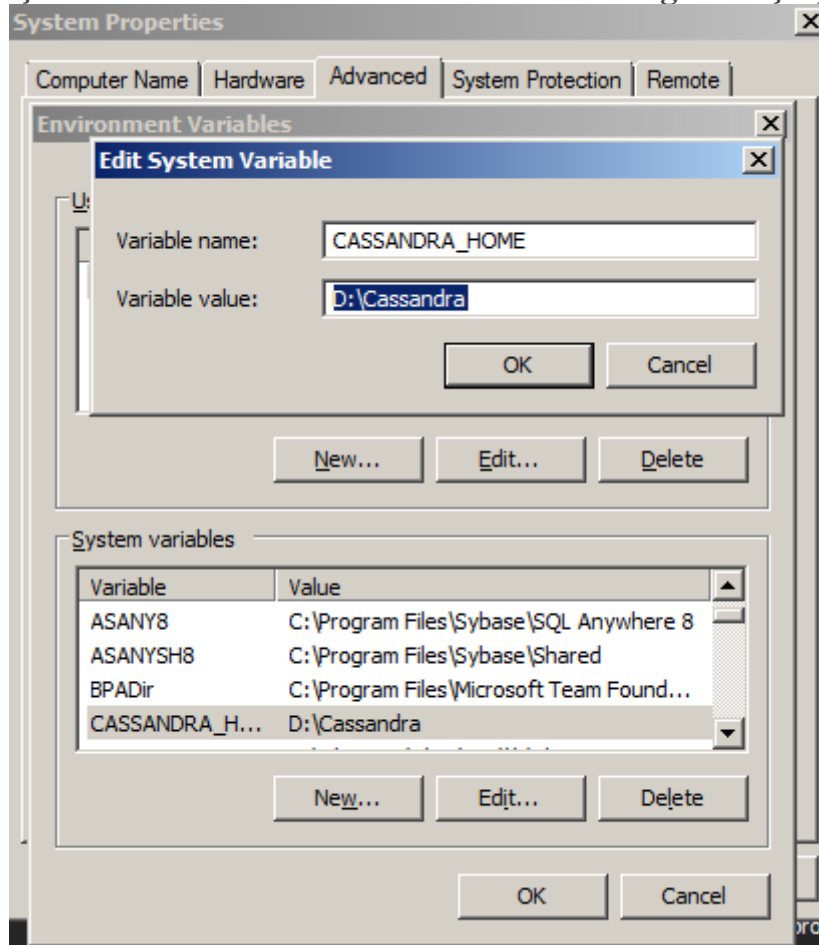 System Properties
Computer Name Hardware Advanced System Protection Remote
Environment Variables
Edit System Variable
Variable name: CASSANDRA_HOME
Variable value: D:\Cassandra
OK Cancel
New... Edit... Delete
System variables
Variable Value
ASANY8 C:\Program Files\Sybase\SQL Anywhere 8
ASANYSH8 C:\Program Files\Sybase\Shared
BPADir C:\Program Files\Microsoft Team Found...
CASSANDRA_H... D:\Cassandra
New... Edit... Delete
OK Cancel